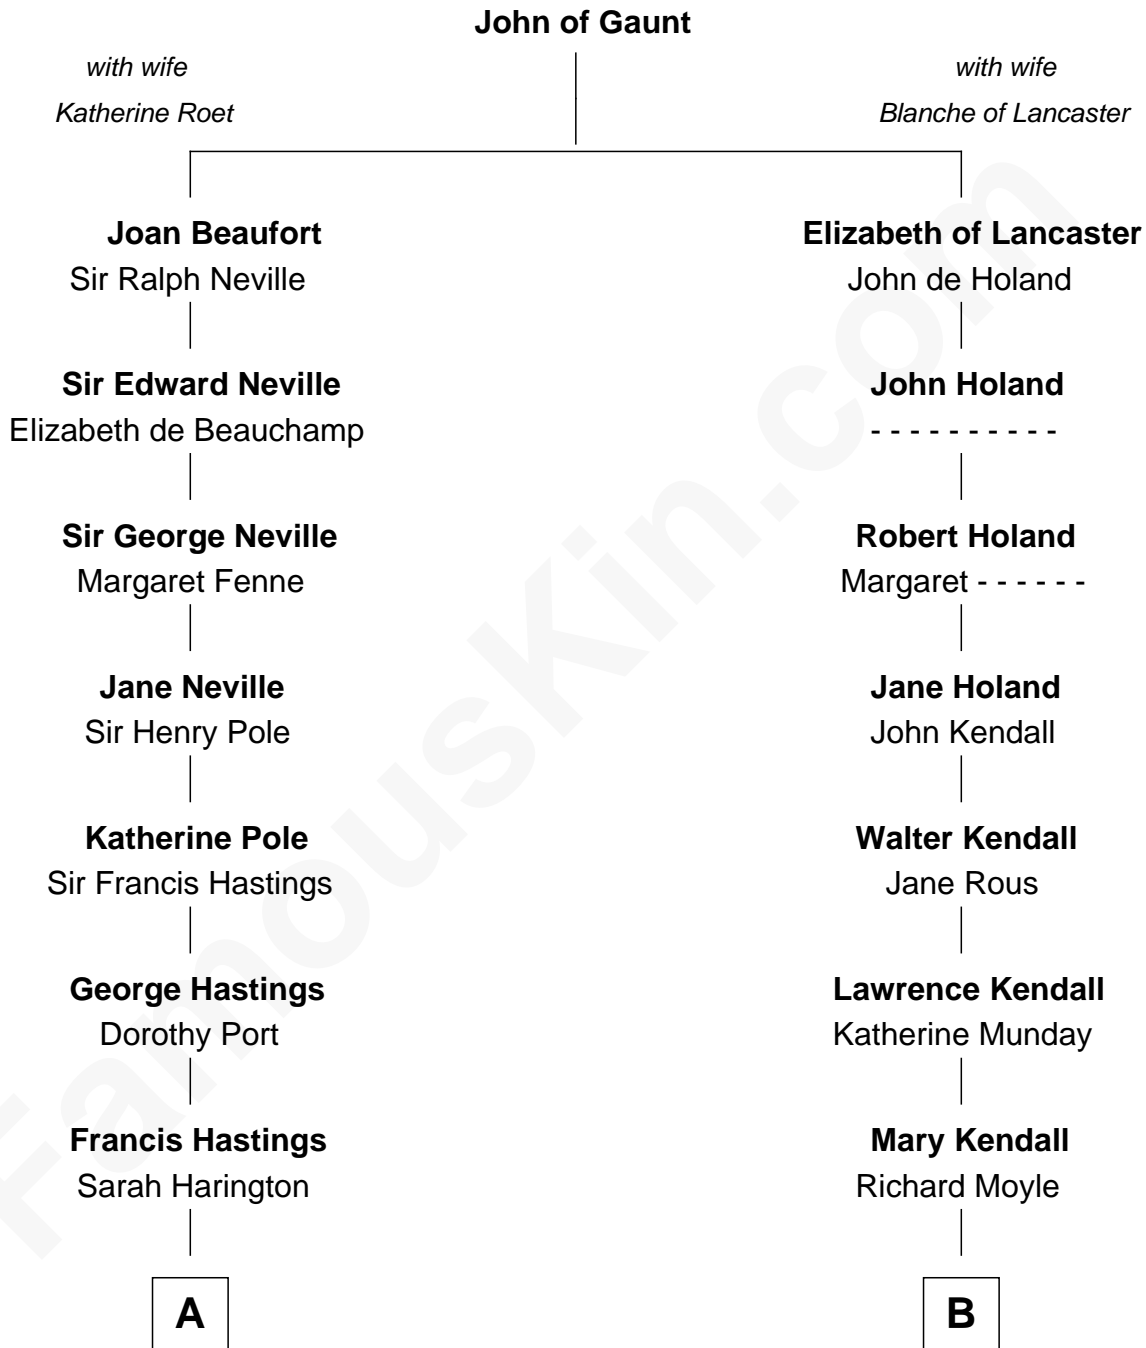 John of Gaunt
with wife
Katherine Roet
with wife
Blanche of Lancaster
Joan Beaufort
Sir Ralph Neville
Elizabeth of Lancaster
John de Holand
Sir Edward Neville
Elizabeth de Beauchamp
John Holand
- - - - - - - - - -
Sir George Neville
Margaret Fenne
Robert Holand
Margaret - - - - - -
Jane Neville
Sir Henry Pole
Jane Holand
John Kendall
Katherine Pole
Sir Francis Hastings
Walter Kendall
Jane Rous
George Hastings
Dorothy Port
Lawrence Kendall
Katherine Munday
Francis Hastings
Sarah Harington
Mary Kendall
Richard Moyle
A
B
FamousKin.com